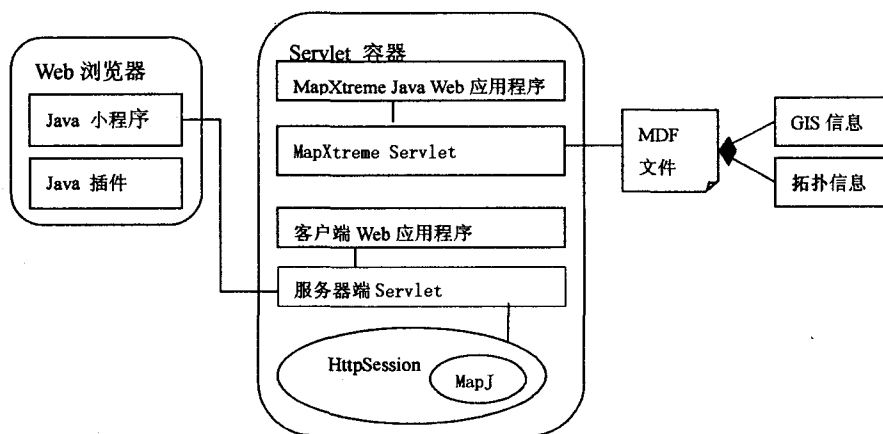 Web 浏览器
Java 小程序
Java 插件
Servlet 容器
MapXtreme Java Web 应用程序
MapXtreme Servlet
客户端 Web 应用程序
服务器端 Servlet
HttpSession
MapJ
MDF
文件
GIS 信息
拓扑信息